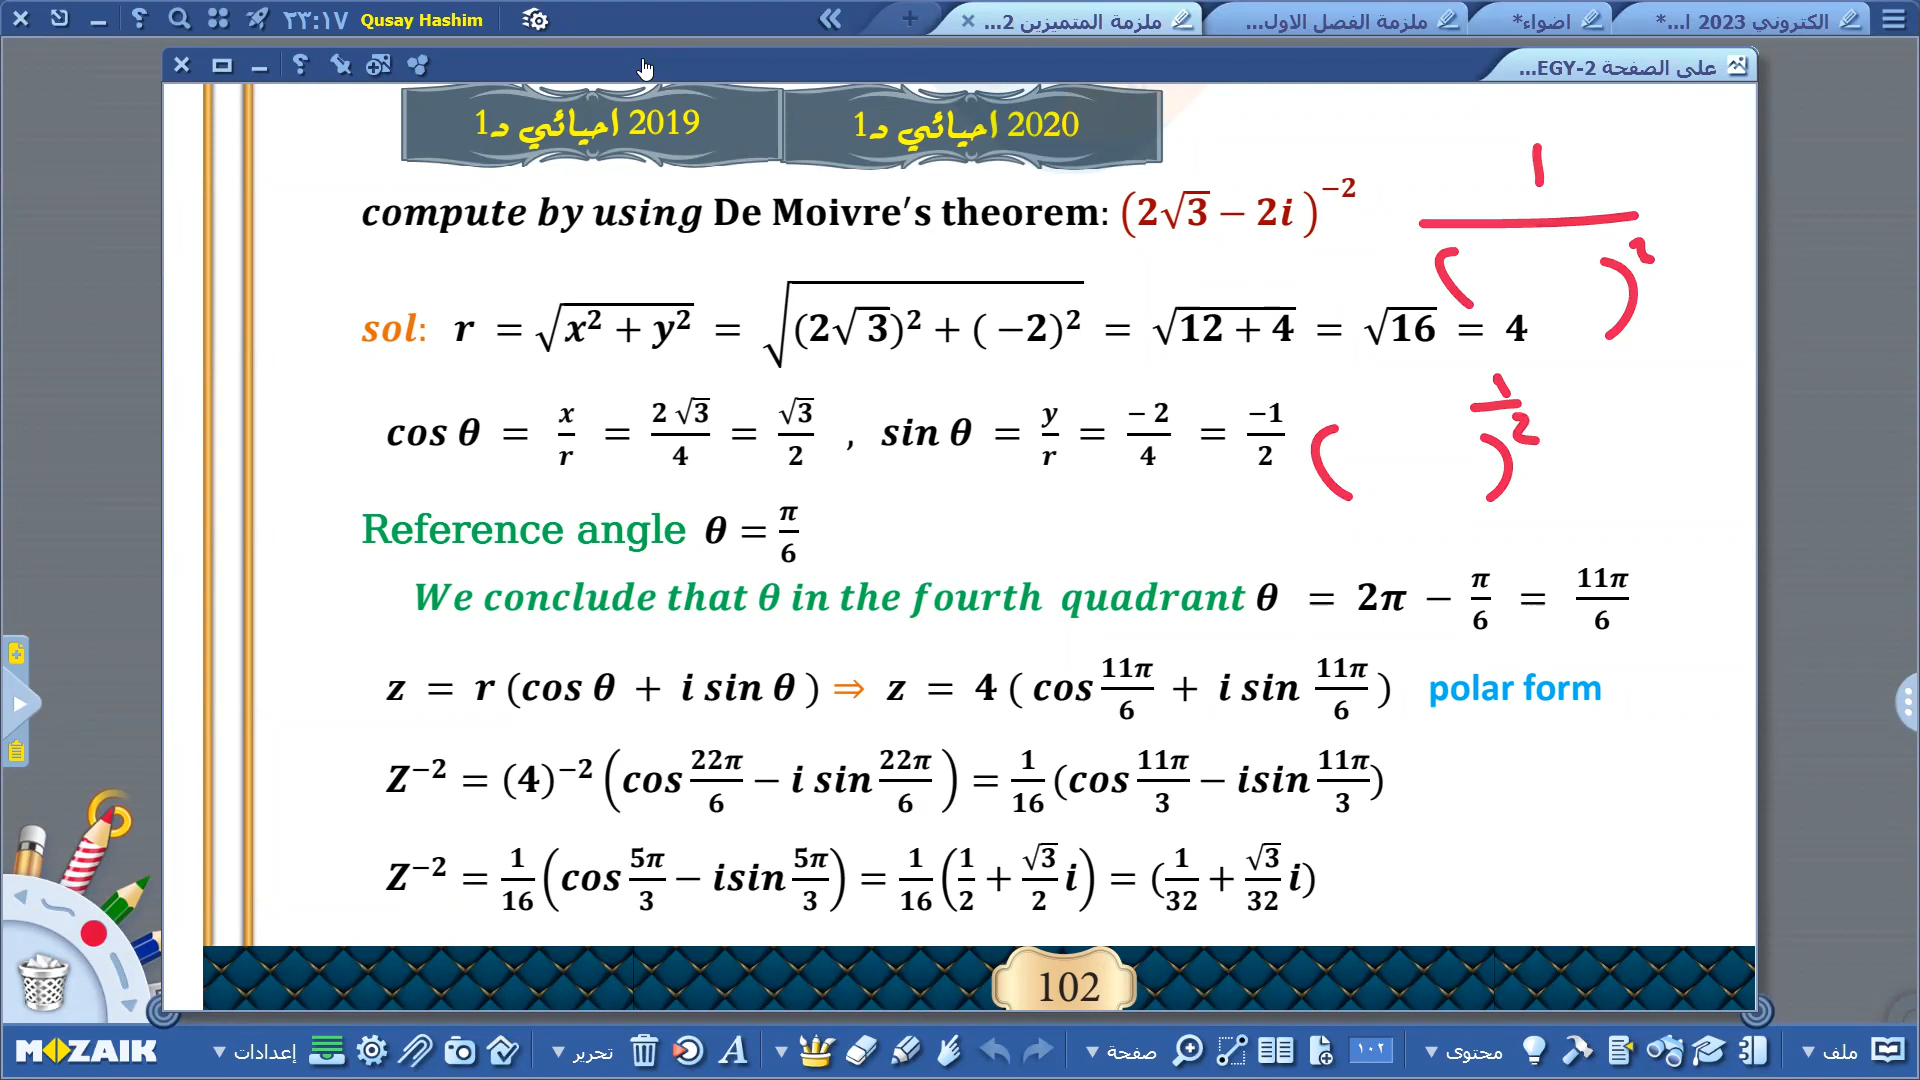 ٢٣:١٧ Qusay Hashim
ملزمة المتميزين 2...
ملزمة الفصل الاول...
اضواء*
الكتروني 2023 ا...*
على الصفحة EGY-2...
2019 احيائي د1
2020 احيائي د1
compute by using De Moivre's theorem: (2√3 − 2i)⁻²
1
( )²
sol: r = √(x² + y²) = √((2√3)² + (−2)²) = √(12 + 4) = √16 = 4
cos θ = x/r = 2√3/4 = √3/2 , sin θ = y/r = −2/4 = −1/2
( )^(1/2)
Reference angle θ = π/6
We conclude that θ in the fourth quadrant θ = 2π − π/6 = 11π/6
z = r (cos θ + i sin θ) ⇒ z = 4 (cos 11π/6 + i sin 11π/6) polar form
Z⁻² = (4)⁻² (cos 22π/6 − i sin 22π/6) = 1/16 (cos 11π/3 − isin 11π/3)
Z⁻² = 1/16 (cos 5π/3 − isin 5π/3) = 1/16 (1/2 + √3/2 i) = (1/32 + √3/32 i)
102
MOZAIK
إعدادات
تحرير
صفحة
١٠٢
محتوى
ملف